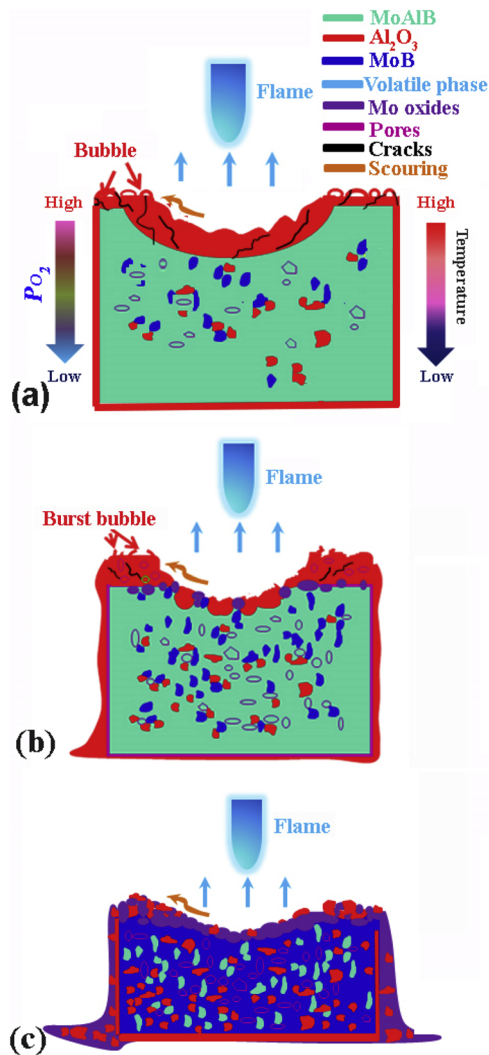 MoAlB
Al₂O₃
MoB
Volatile phase
Mo oxides
Pores
Cracks
Scouring
Flame
Bubble
High
High
P_O₂
Temperature
Low
Low
(a)
Flame
Burst bubble
(b)
Flame
(c)